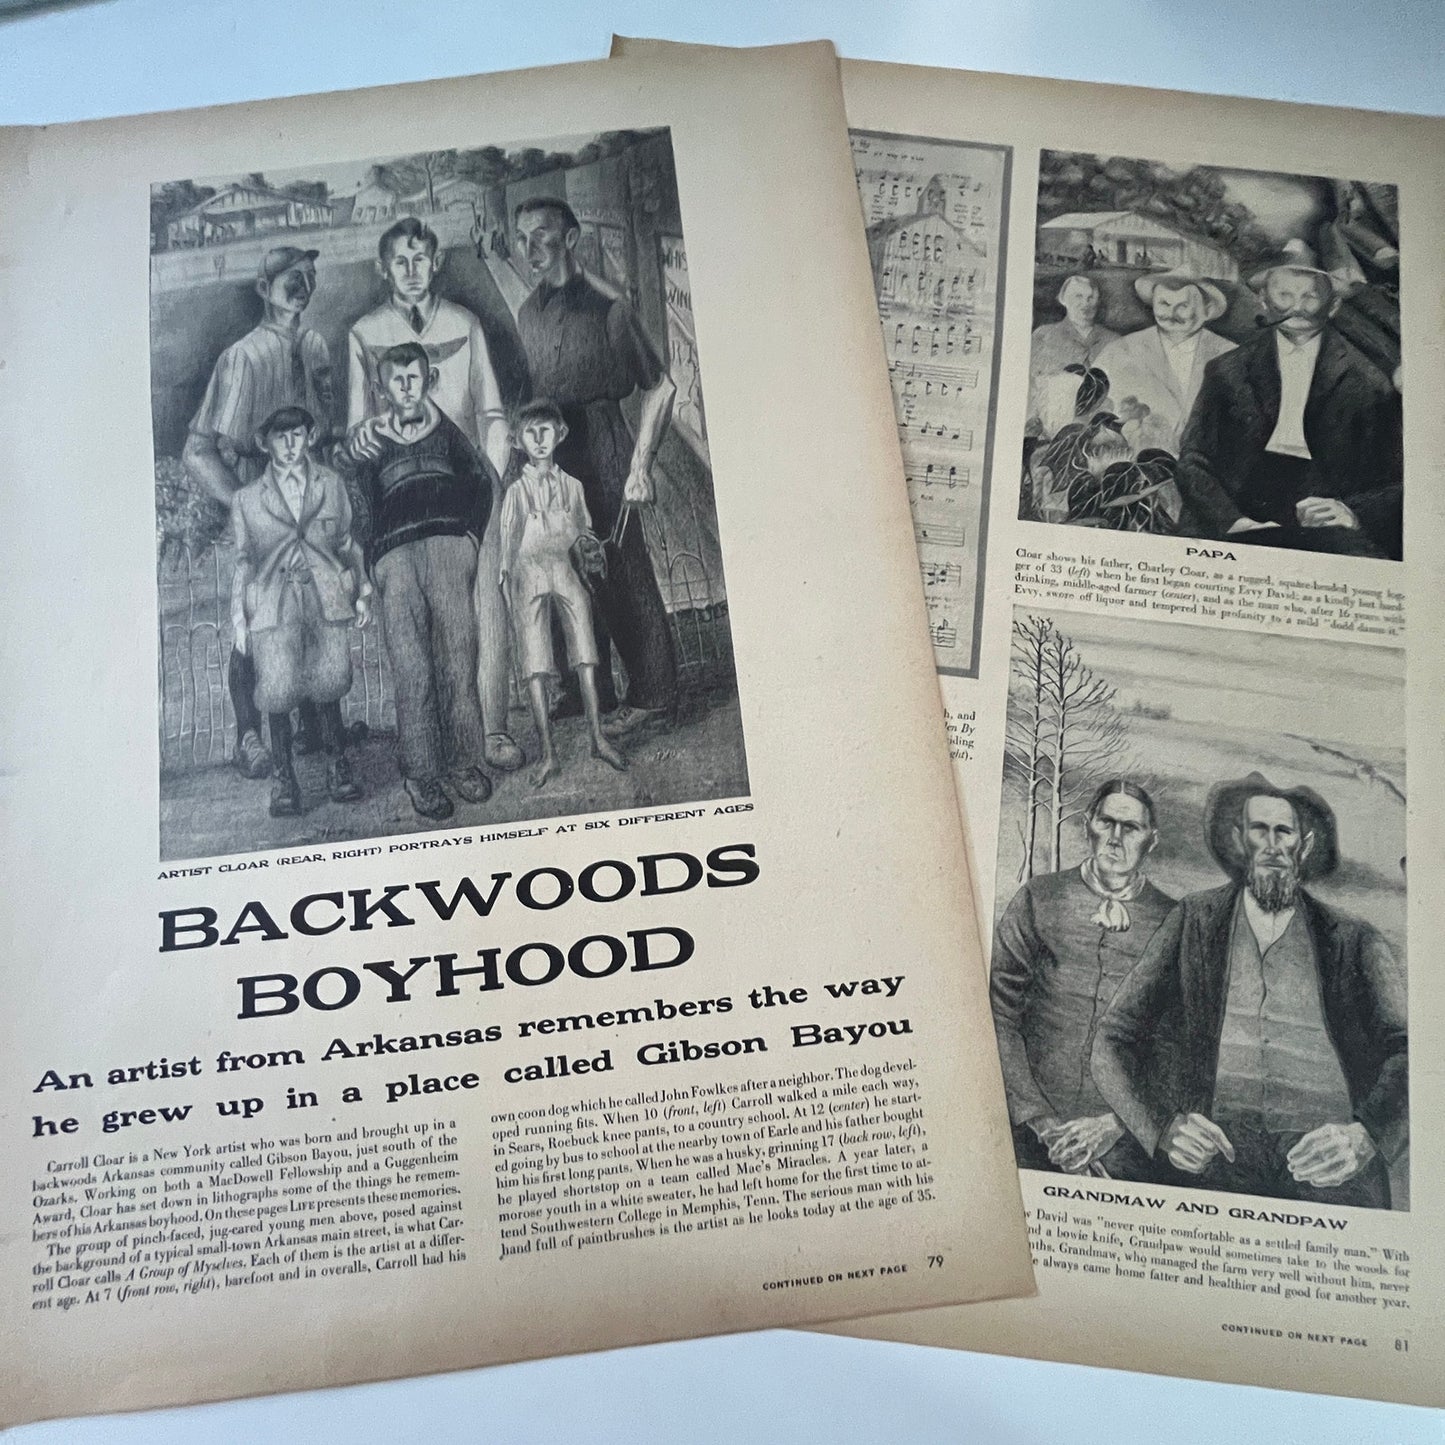 ARTIST CLOAR (REAR, RIGHT) PORTRAYS HIMSELF AT SIX DIFFERENT AGES
BACKWOODS
BOYHOOD
An artist from Arkansas remembers the way
he grew up in a place called Gibson Bayou
Carroll Cloar is a New York artist who was born and brought up in a
backwoods Arkansas community called Gibson Bayou, just south of the
Ozarks. Working on both a MacDowell Fellowship and a Guggenheim
Award, Cloar has set down in lithographs some of the things he remem-
bers of his Arkansas boyhood. On these pages LIFE presents these memories.
The group of pinch-faced, jug-eared young men above, posed against
the background of a typical small-town Arkansas main street, is what Car-
roll Cloar calls A Group of Myselves. Each of them is the artist at a differ-
ent age. At 7 (front row, right), barefoot and in overalls, Carroll had his
own coon dog which he called John Fowlkes after a neighbor. The dog devel-
oped running fits. When 10 (front, left) Carroll walked a mile each way,
in Sears, Roebuck knee pants, to a country school. At 12 (center) he start-
ed going by bus to school at the nearby town of Earle and his father bought
him his first long pants. When he was a husky, grinning 17 (back row, left),
he played shortstop on a team called Mac's Miracles. A year later, a
morose youth in a white sweater, he had left home for the first time to at-
tend Southwestern College in Memphis, Tenn. The serious man with his
hand full of paintbrushes is the artist as he looks today at the age of 35.
CONTINUED ON NEXT PAGE 79
WHIS
WIN
h, and
en By
iding
ght).
PAPA
Cloar shows his father, Charley Cloar, as a rugged, square-headed young log-
ger of 33 (left) when he first began courting Evvy David; as a kindly but hard-
drinking, middle-aged farmer (center), and as the man who, after 16 years with
Evvy, swore off liquor and tempered his profanity to a mild "dodd damn it."
GRANDMAW AND GRANDPAW
David was "never quite comfortable as a settled family man." With
nd a bowie knife, Grandpaw would sometimes take to the woods for
nths. Grandmaw, who managed the farm very well without him, never
e always came home fatter and healthier and good for another year.
CONTINUED ON NEXT PAGE 81